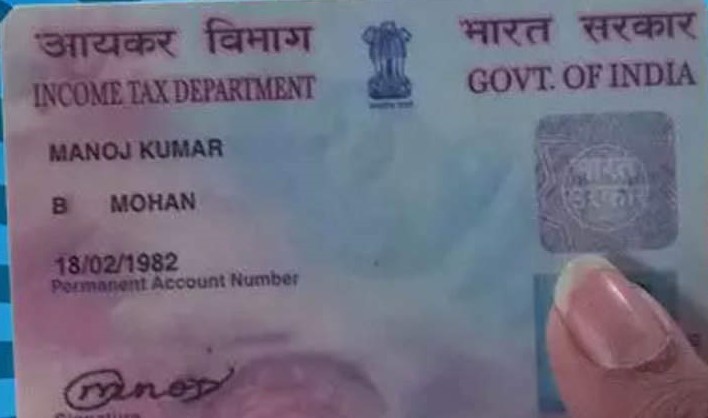 आयकर विभाग
भारत सरकार
INCOME TAX DEPARTMENT
GOVT. OF INDIA
MANOJ KUMAR
B MOHAN
18/02/1982
Permanent Account Number
भारत
सरकार
manoj
Signature